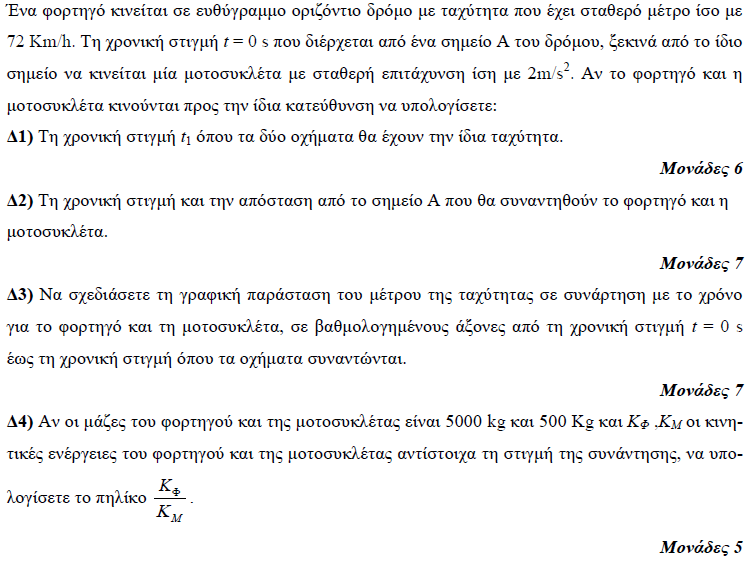 Ένα φορτηγό κινείται σε ευθύγραμμο οριζόντιο δρόμο με ταχύτητα που έχει σταθερό μέτρο ίσο με
72 Km/h. Τη χρονική στιγμή t = 0 s που διέρχεται από ένα σημείο Α του δρόμου, ξεκινά από το ίδιο
σημείο να κινείται μία μοτοσυκλέτα με σταθερή επιτάχυνση ίση με 2m/s². Αν το φορτηγό και η
μοτοσυκλέτα κινούνται προς την ίδια κατεύθυνση να υπολογίσετε:
Δ1) Τη χρονική στιγμή t₁ όπου τα δύο οχήματα θα έχουν την ίδια ταχύτητα.
Μονάδες 6
Δ2) Τη χρονική στιγμή και την απόσταση από το σημείο Α που θα συναντηθούν το φορτηγό και η
μοτοσυκλέτα.
Μονάδες 7
Δ3) Να σχεδιάσετε τη γραφική παράσταση του μέτρου της ταχύτητας σε συνάρτηση με το χρόνο
για το φορτηγό και τη μοτοσυκλέτα, σε βαθμολογημένους άξονες από τη χρονική στιγμή t = 0 s
έως τη χρονική στιγμή όπου τα οχήματα συναντώνται.
Μονάδες 7
Δ4) Αν οι μάζες του φορτηγού και της μοτοσυκλέτας είναι 5000 kg και 500 Kg και K_Φ ,K_M οι κινη-
τικές ενέργειες του φορτηγού και της μοτοσυκλέτας αντίστοιχα τη στιγμή της συνάντησης, να υπο-
λογίσετε το πηλίκο K_Φ / K_M .
Μονάδες 5